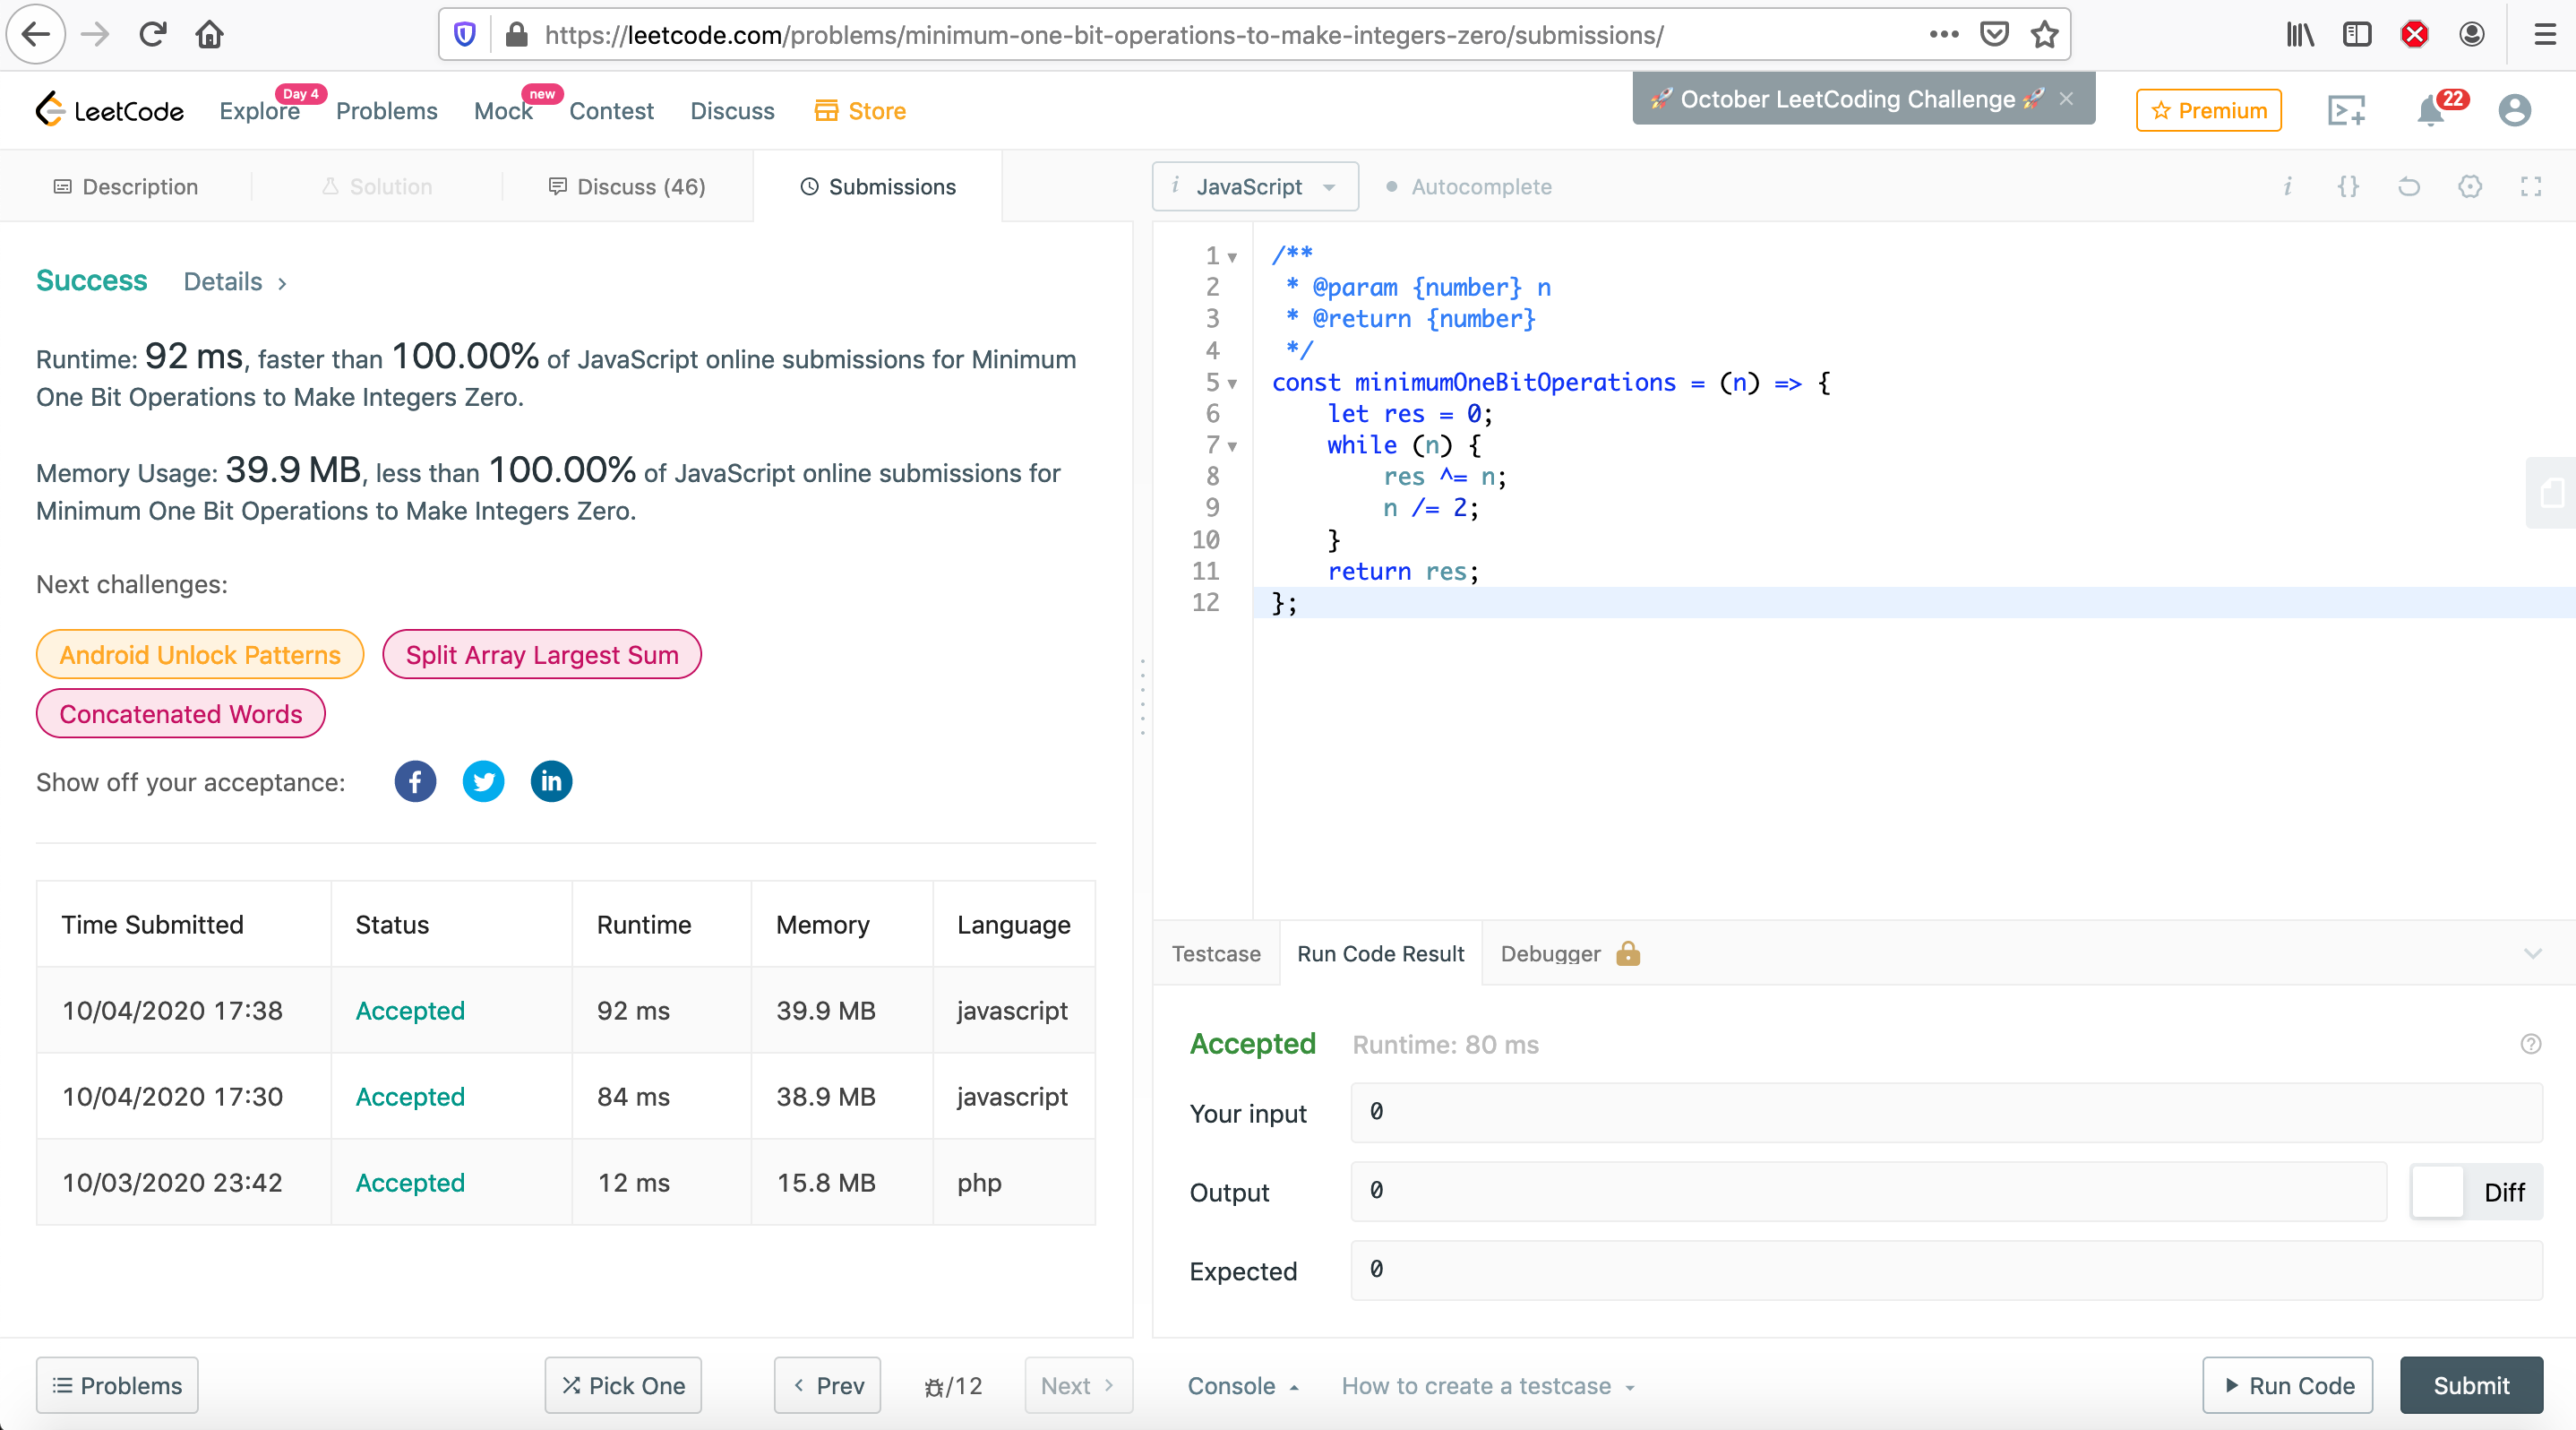 https://leetcode.com/problems/minimum-one-bit-operations-to-make-integers-zero/submissions/
LeetCode
Explore
Day 4
Problems
Mock
new
Contest
Discuss
Store
🚀 October LeetCoding Challenge 🚀 ×
Premium
22
Description
Solution
Discuss (46)
Submissions
Success
Details >
Runtime: 92 ms, faster than 100.00% of JavaScript online submissions for Minimum
One Bit Operations to Make Integers Zero.
Memory Usage: 39.9 MB, less than 100.00% of JavaScript online submissions for
Minimum One Bit Operations to Make Integers Zero.
Next challenges:
Android Unlock Patterns
Split Array Largest Sum
Concatenated Words
Show off your acceptance:
f
in
Time Submitted Status Runtime Memory Language
10/04/2020 17:38 Accepted 92 ms 39.9 MB javascript
10/04/2020 17:30 Accepted 84 ms 38.9 MB javascript
10/03/2020 23:42 Accepted 12 ms 15.8 MB php
Problems
Pick One
< Prev
/12
Next >
i JavaScript
Autocomplete
i {}
1 /**
2  * @param {number} n
3  * @return {number}
4  */
5 const minimumOneBitOperations = (n) => {
6     let res = 0;
7     while (n) {
8         res ^= n;
9         n /= 2;
10     }
11     return res;
12 };
Testcase
Run Code Result
Debugger
Accepted
Runtime: 80 ms
?
Your input
0
Output
0
Diff
Expected
0
Console
How to create a testcase
Run Code
Submit